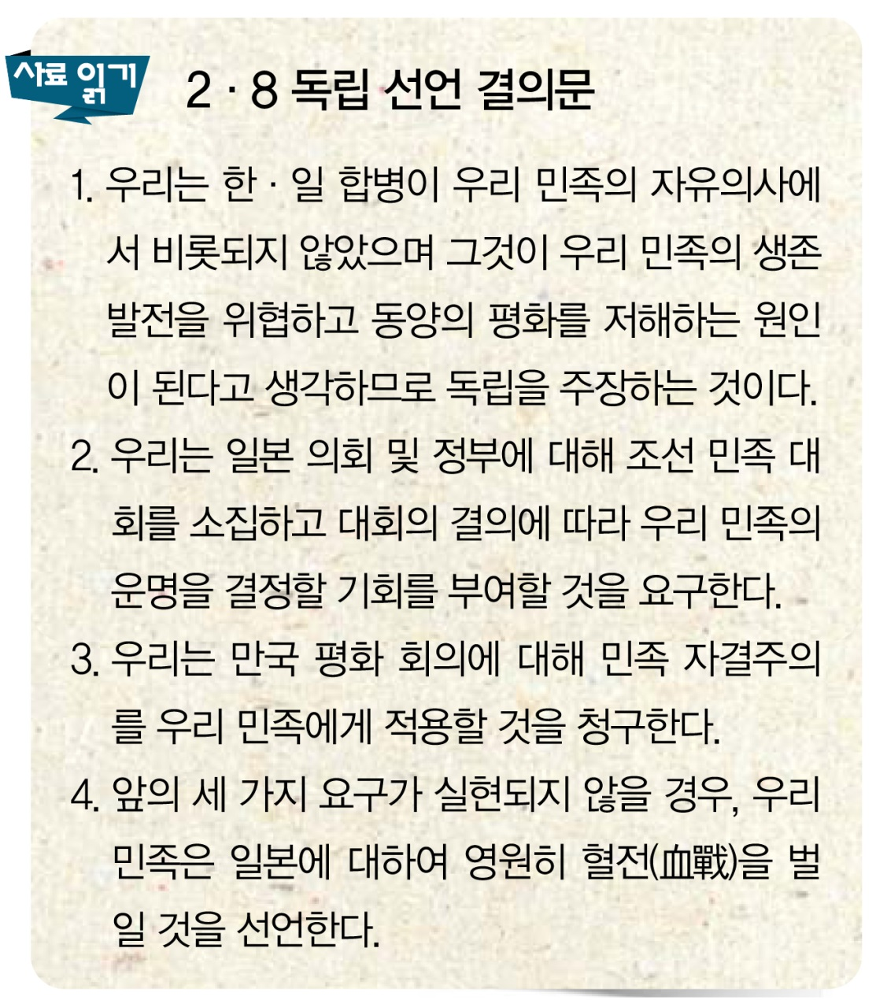 사료 읽기
2·8 독립 선언 결의문
1. 우리는 한·일 합병이 우리 민족의 자유의사에
서 비롯되지 않았으며 그것이 우리 민족의 생존
발전을 위협하고 동양의 평화를 저해하는 원인
이 된다고 생각하므로 독립을 주장하는 것이다.
2. 우리는 일본 의회 및 정부에 대해 조선 민족 대
회를 소집하고 대회의 결의에 따라 우리 민족의
운명을 결정할 기회를 부여할 것을 요구한다.
3. 우리는 만국 평화 회의에 대해 민족 자결주의
를 우리 민족에게 적용할 것을 청구한다.
4. 앞의 세 가지 요구가 실현되지 않을 경우, 우리
민족은 일본에 대하여 영원히 혈전(血戰)을 벌
일 것을 선언한다.